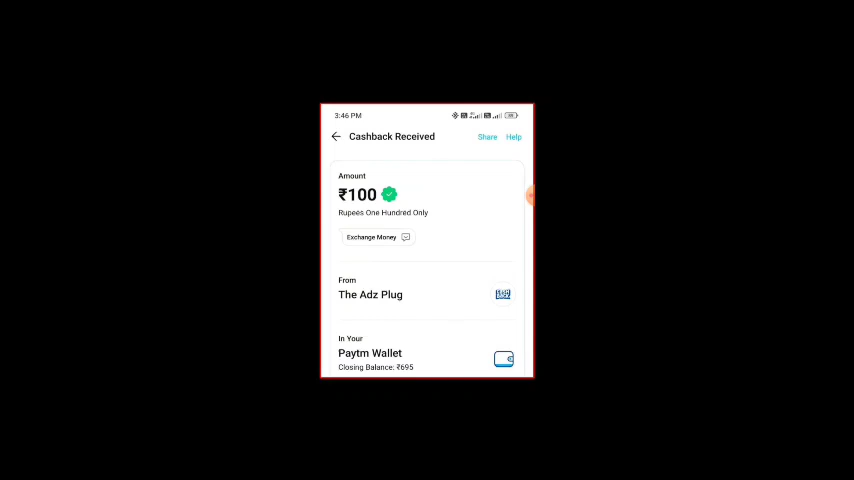 3:46 PM
Cashback Received
Share
Help
Amount
₹100
Rupees One Hundred Only
Exchange Money
From
The Adz Plug
In Your
Paytm Wallet
Closing Balance: ₹695